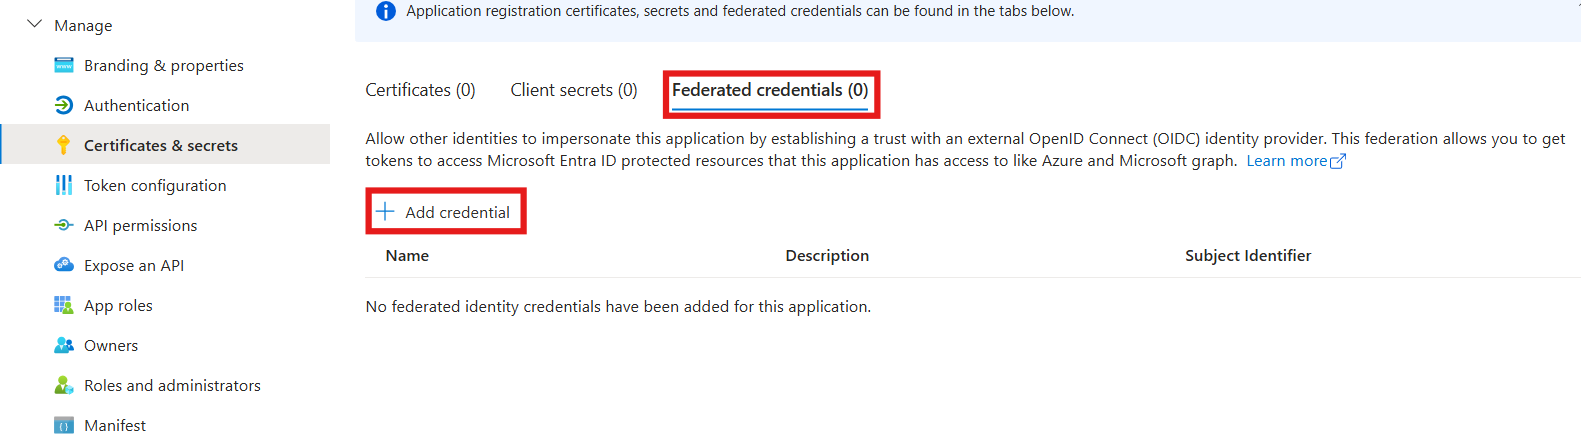 Manage
Branding & properties
Authentication
Certificates & secrets
Token configuration
API permissions
Expose an API
App roles
Owners
Roles and administrators
Manifest
Application registration certificates, secrets and federated credentials can be found in the tabs below.
Certificates (0) Client secrets (0) Federated credentials (0)
Allow other identities to impersonate this application by establishing a trust with an external OpenID Connect (OIDC) identity provider. This federation allows you to get
tokens to access Microsoft Entra ID protected resources that this application has access to like Azure and Microsoft graph. Learn more
Add credential
Name Description Subject Identifier
No federated identity credentials have been added for this application.